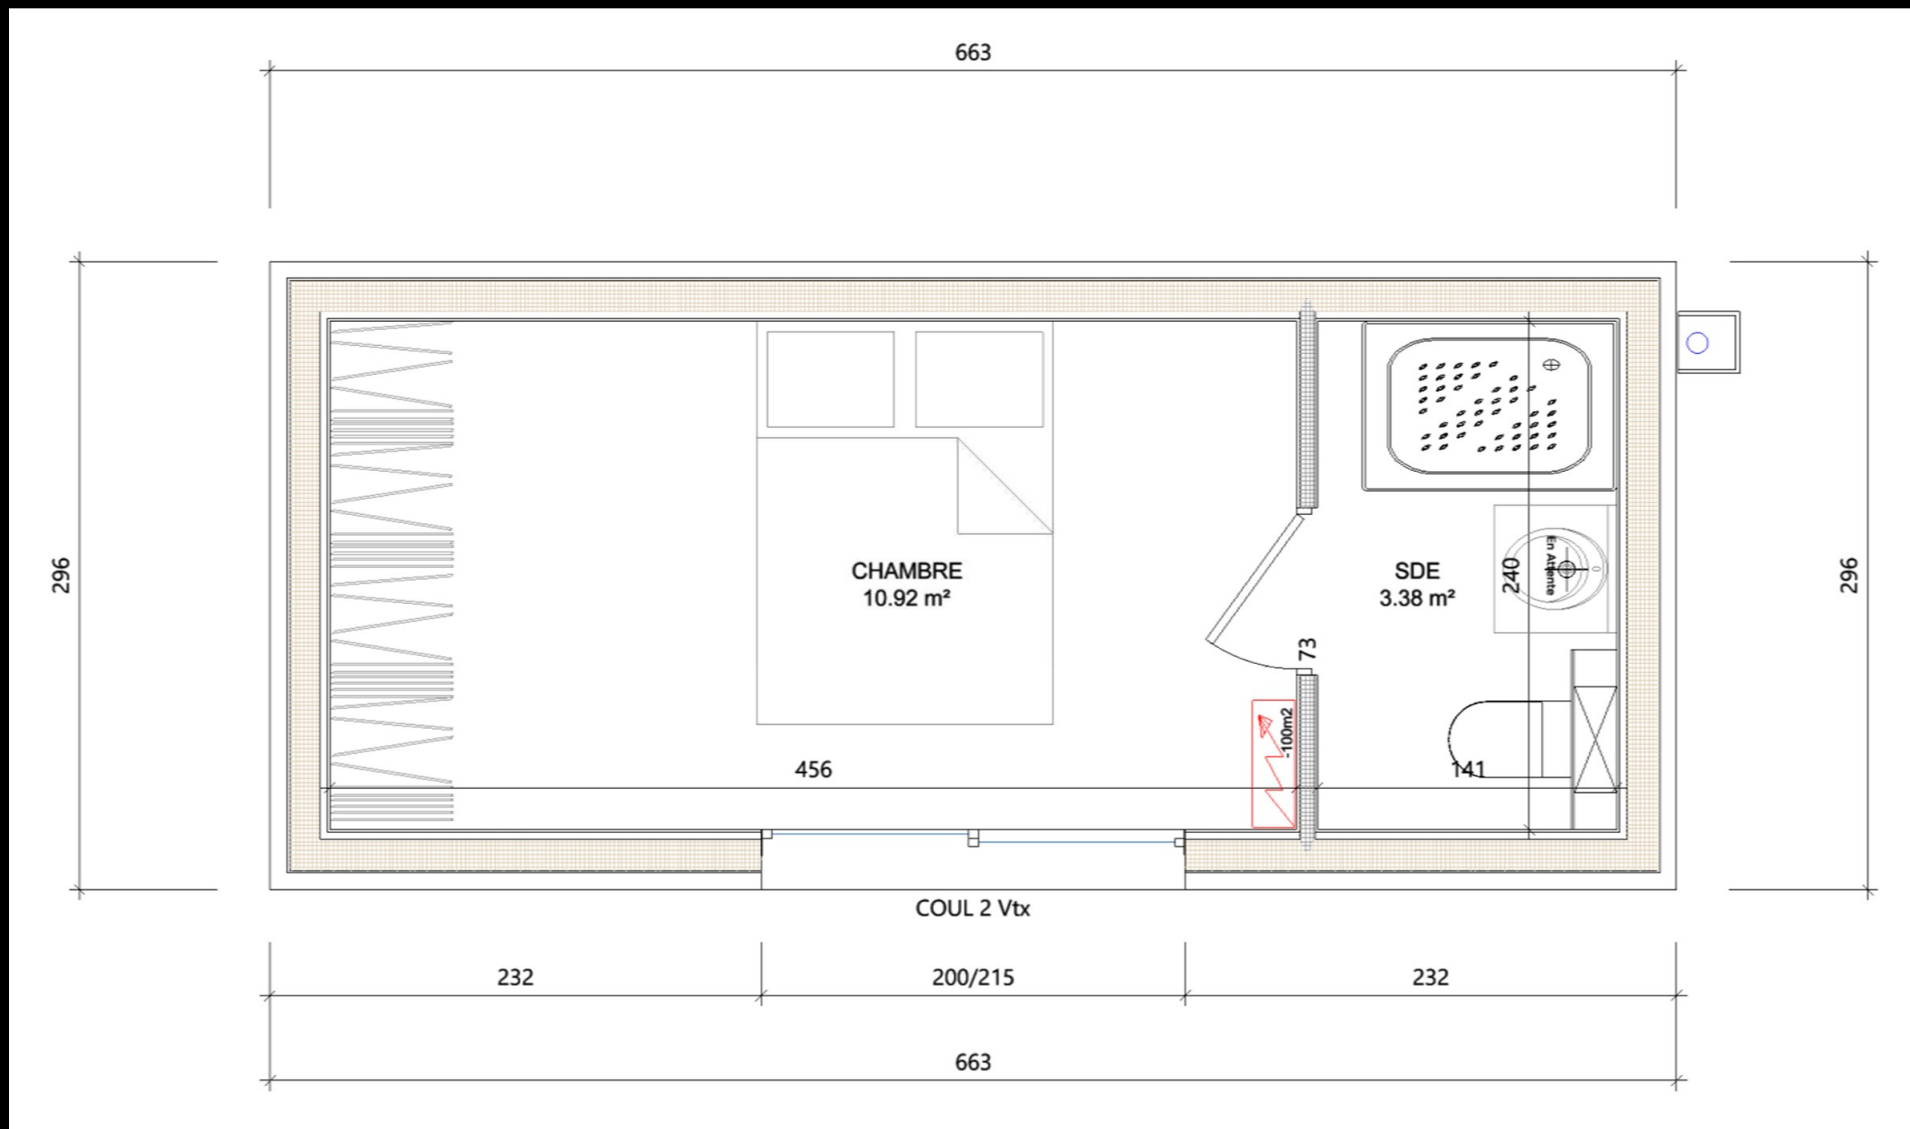 663
296
CHAMBRE
10.92 m²
SDE
3.38 m²
240
En Attente
296
73
-100m2
456
141
COUL 2 Vtx
232
200/215
232
663